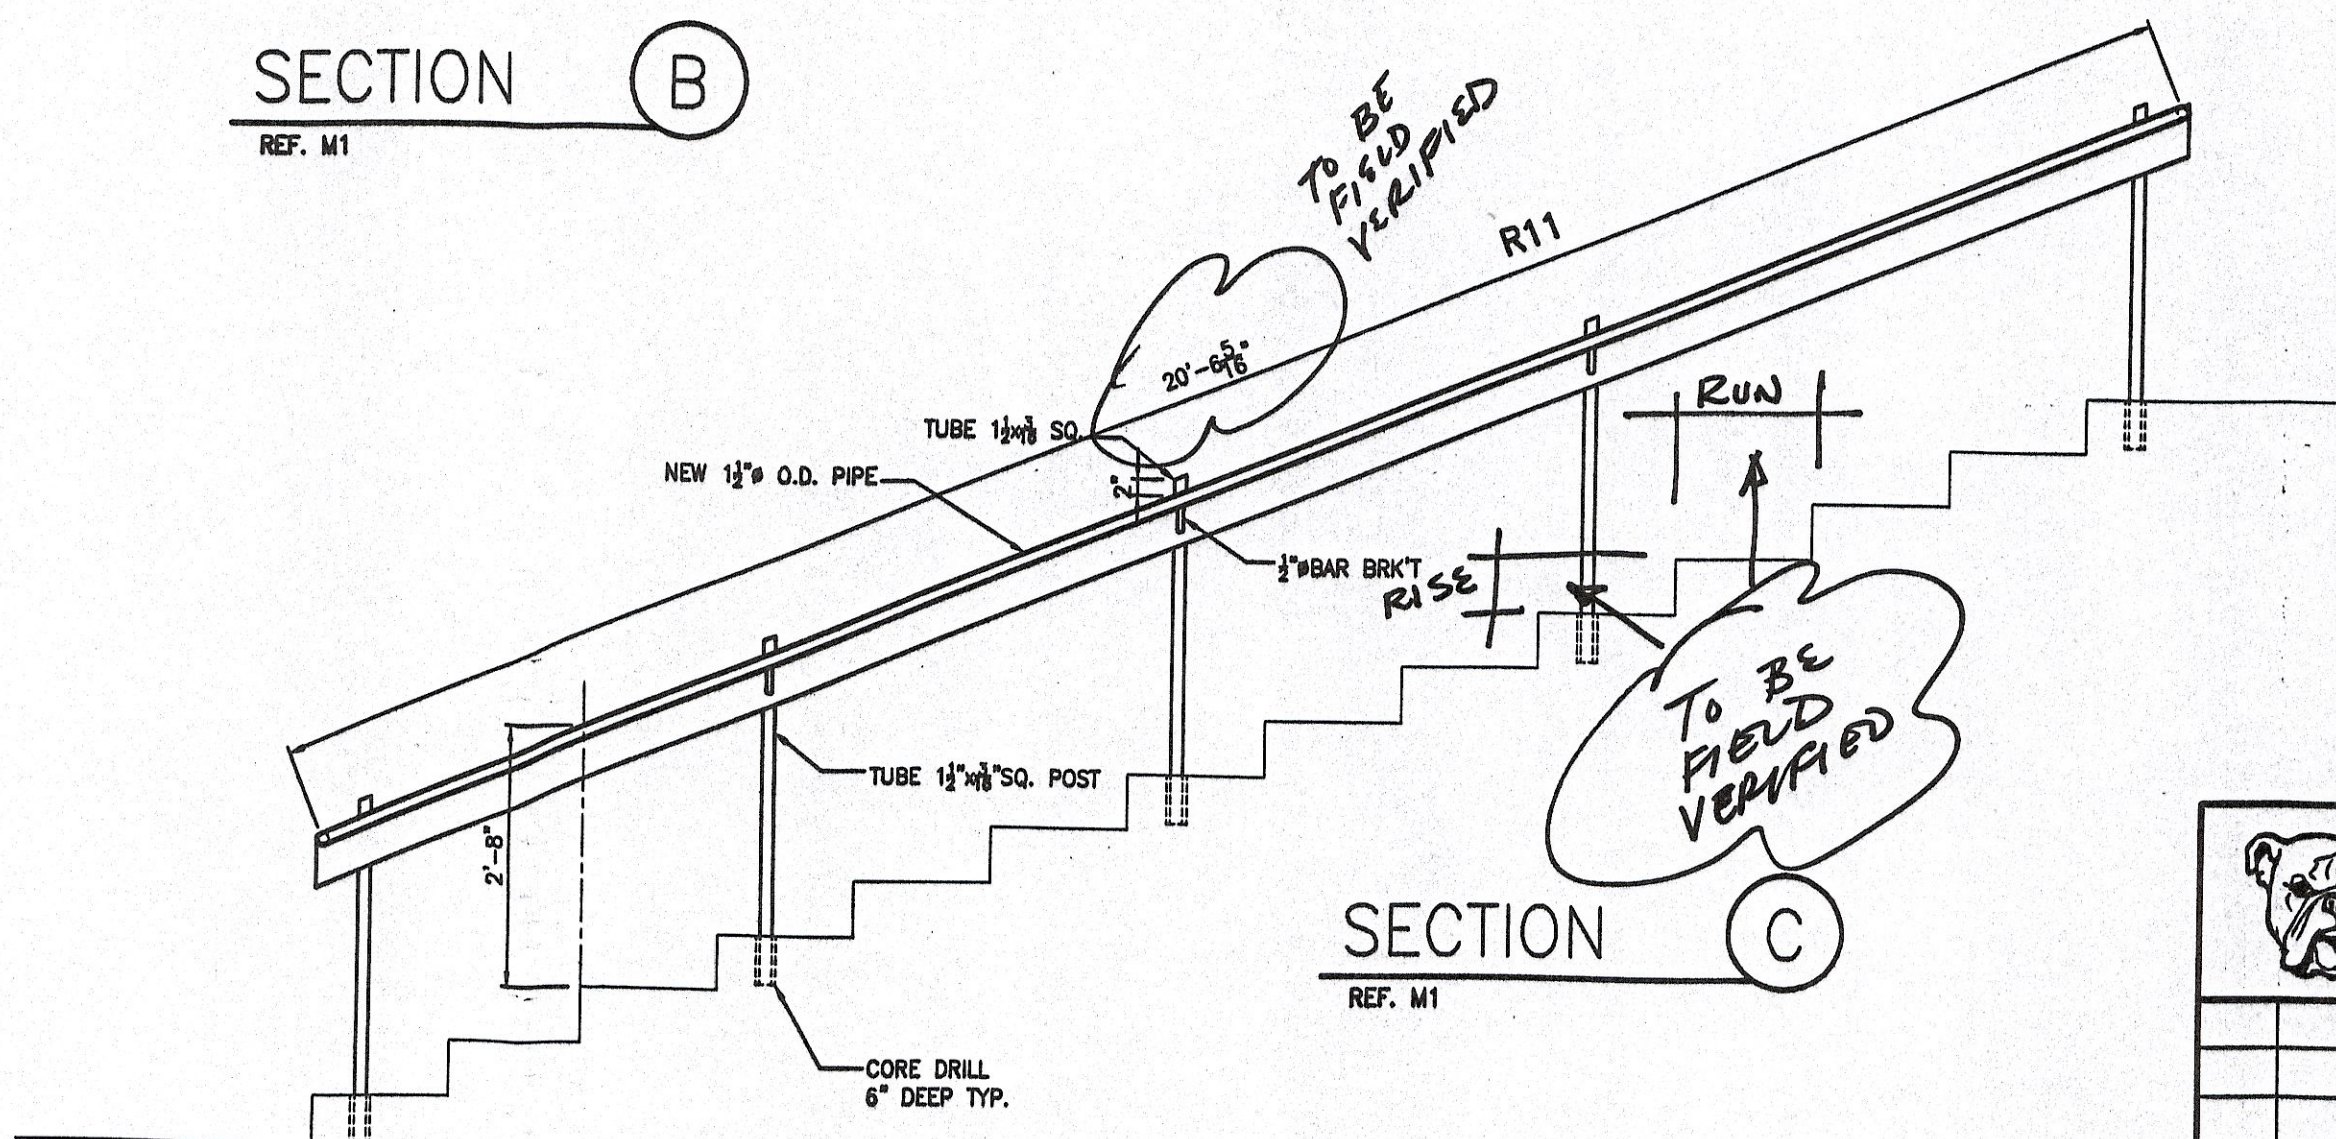 SECTION B
REF. M1
TO BE
FIELD
VERIFIED
R11
20'-6 5/16"
RUN
TUBE 1½x3/16 SQ.
NEW 1½"ø O.D. PIPE
2"
½"øBAR BRK'T
RISE
TO BE
FIELD
VERIFIED
TUBE 1½"x3/16"SQ. POST
2'-8"
SECTION C
REF. M1
CORE DRILL
6" DEEP TYP.